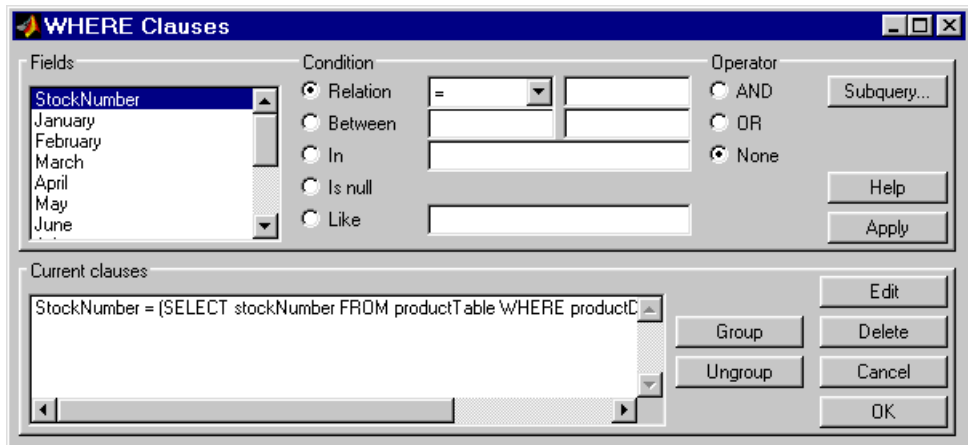 WHERE Clauses
Fields
StockNumber
January
February
March
April
May
June
Condition
Relation =
Between
In
Is null
Like
Operator
AND
OR
None
Subquery...
Help
Apply
Current clauses
StockNumber = (SELECT stockNumber FROM productTable WHERE
Group
Ungroup
Edit
Delete
Cancel
OK